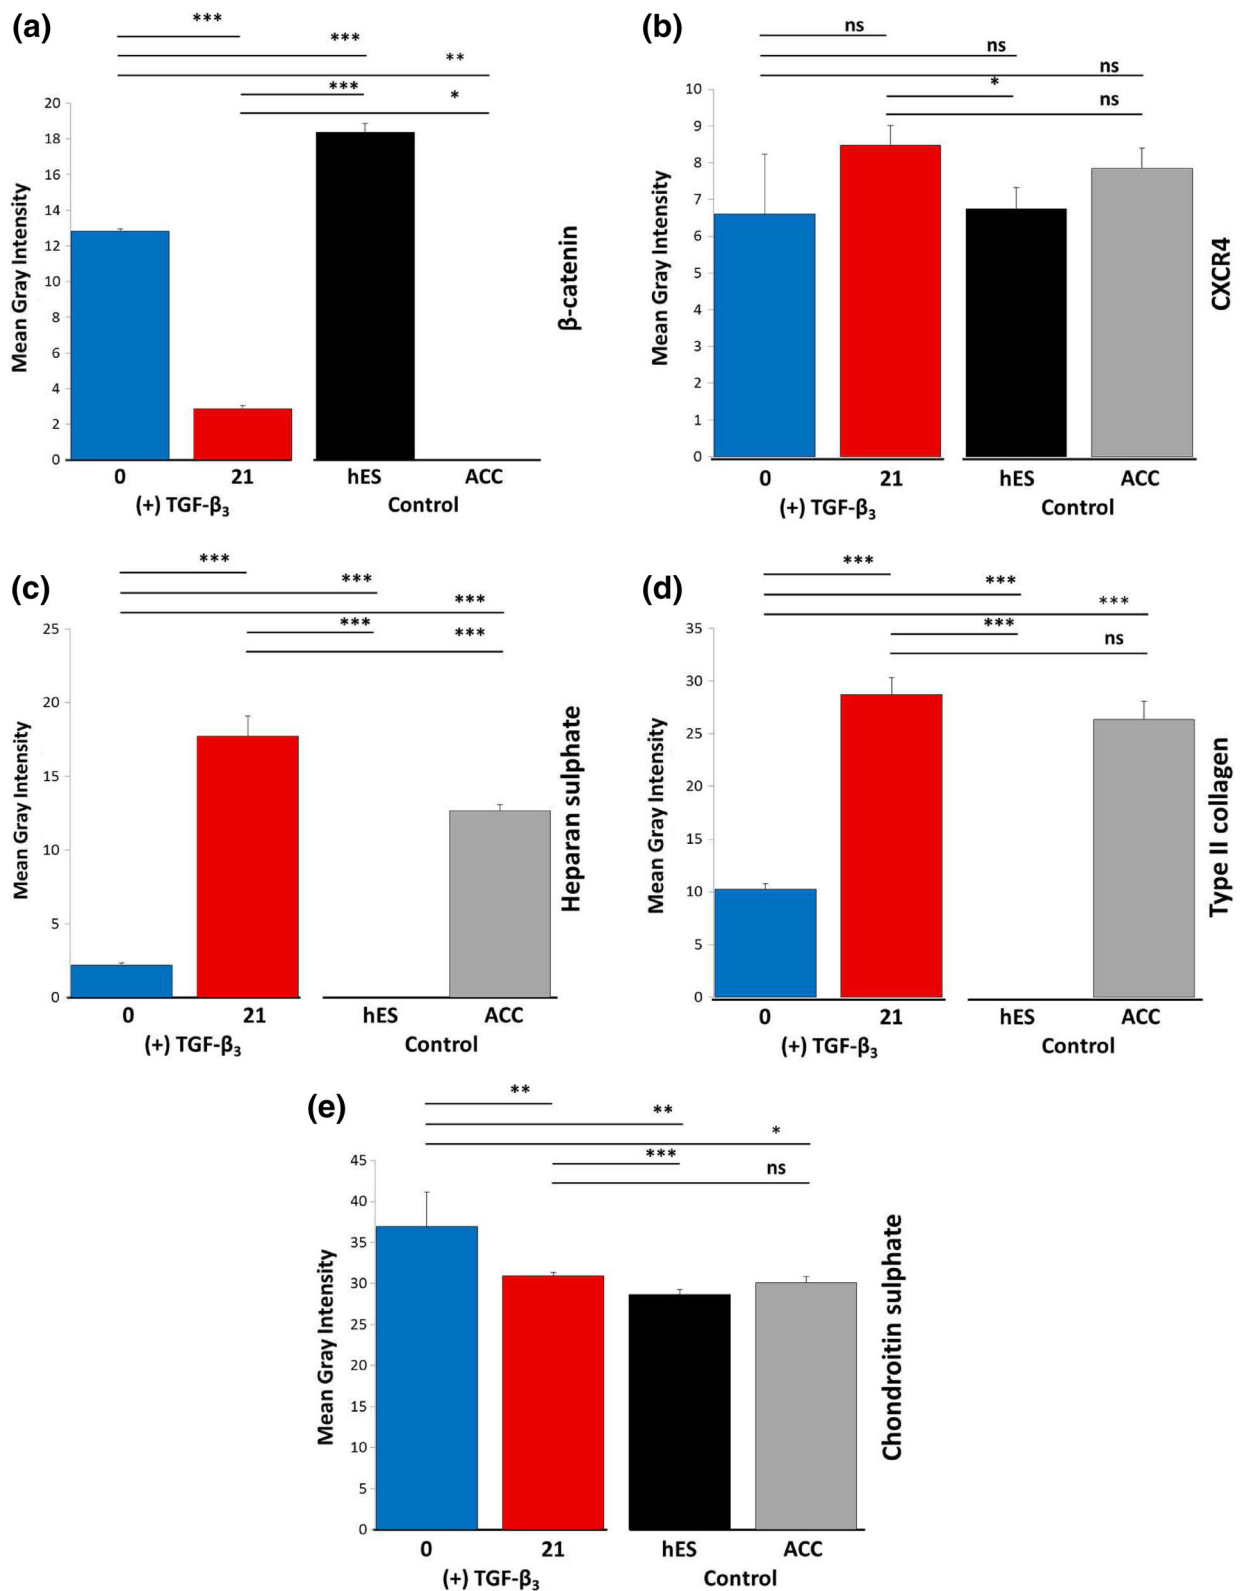 (a)
***
***
**
***
*
20
18
16
14
12
10
8
6
4
2
0
Mean Gray Intensity
β-catenin
0 21 hES ACC
(+) TGF-β₃ Control
(b)
ns
ns
ns
*
ns
10
9
8
7
6
5
4
3
2
1
0
Mean Gray Intensity
CXCR4
0 21 hES ACC
(+) TGF-β₃ Control
(c)
***
***
***
***
***
25
20
15
10
5
0
Mean Gray Intensity
Heparan sulphate
0 21 hES ACC
(+) TGF-β₃ Control
(d)
***
***
***
***
ns
35
30
25
20
15
10
5
0
Mean Gray Intensity
Type II collagen
0 21 hES ACC
(+) TGF-β₃ Control
(e)
**
**
*
***
ns
45
40
35
30
25
20
15
10
5
0
Mean Gray Intensity
Chondroitin sulphate
0 21 hES ACC
(+) TGF-β₃ Control